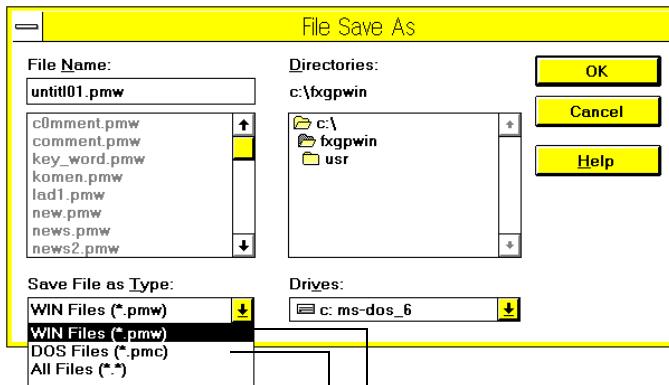 File Save As
File Name:
untitl01.pmw
c0mment.pmw
comment.pmw
key_word.pmw
komen.pmw
lad1.pmw
new.pmw
news.pmw
news2.pmw
Directories:
c:\fxgpwin
c:\
fxgpwin
usr
OK
Cancel
Help
Save File as Type:
WIN Files (*.pmw)
WIN Files (*.pmw)
DOS Files (*.pmc)
All Files (*.*)
Drives:
c: ms-dos_6